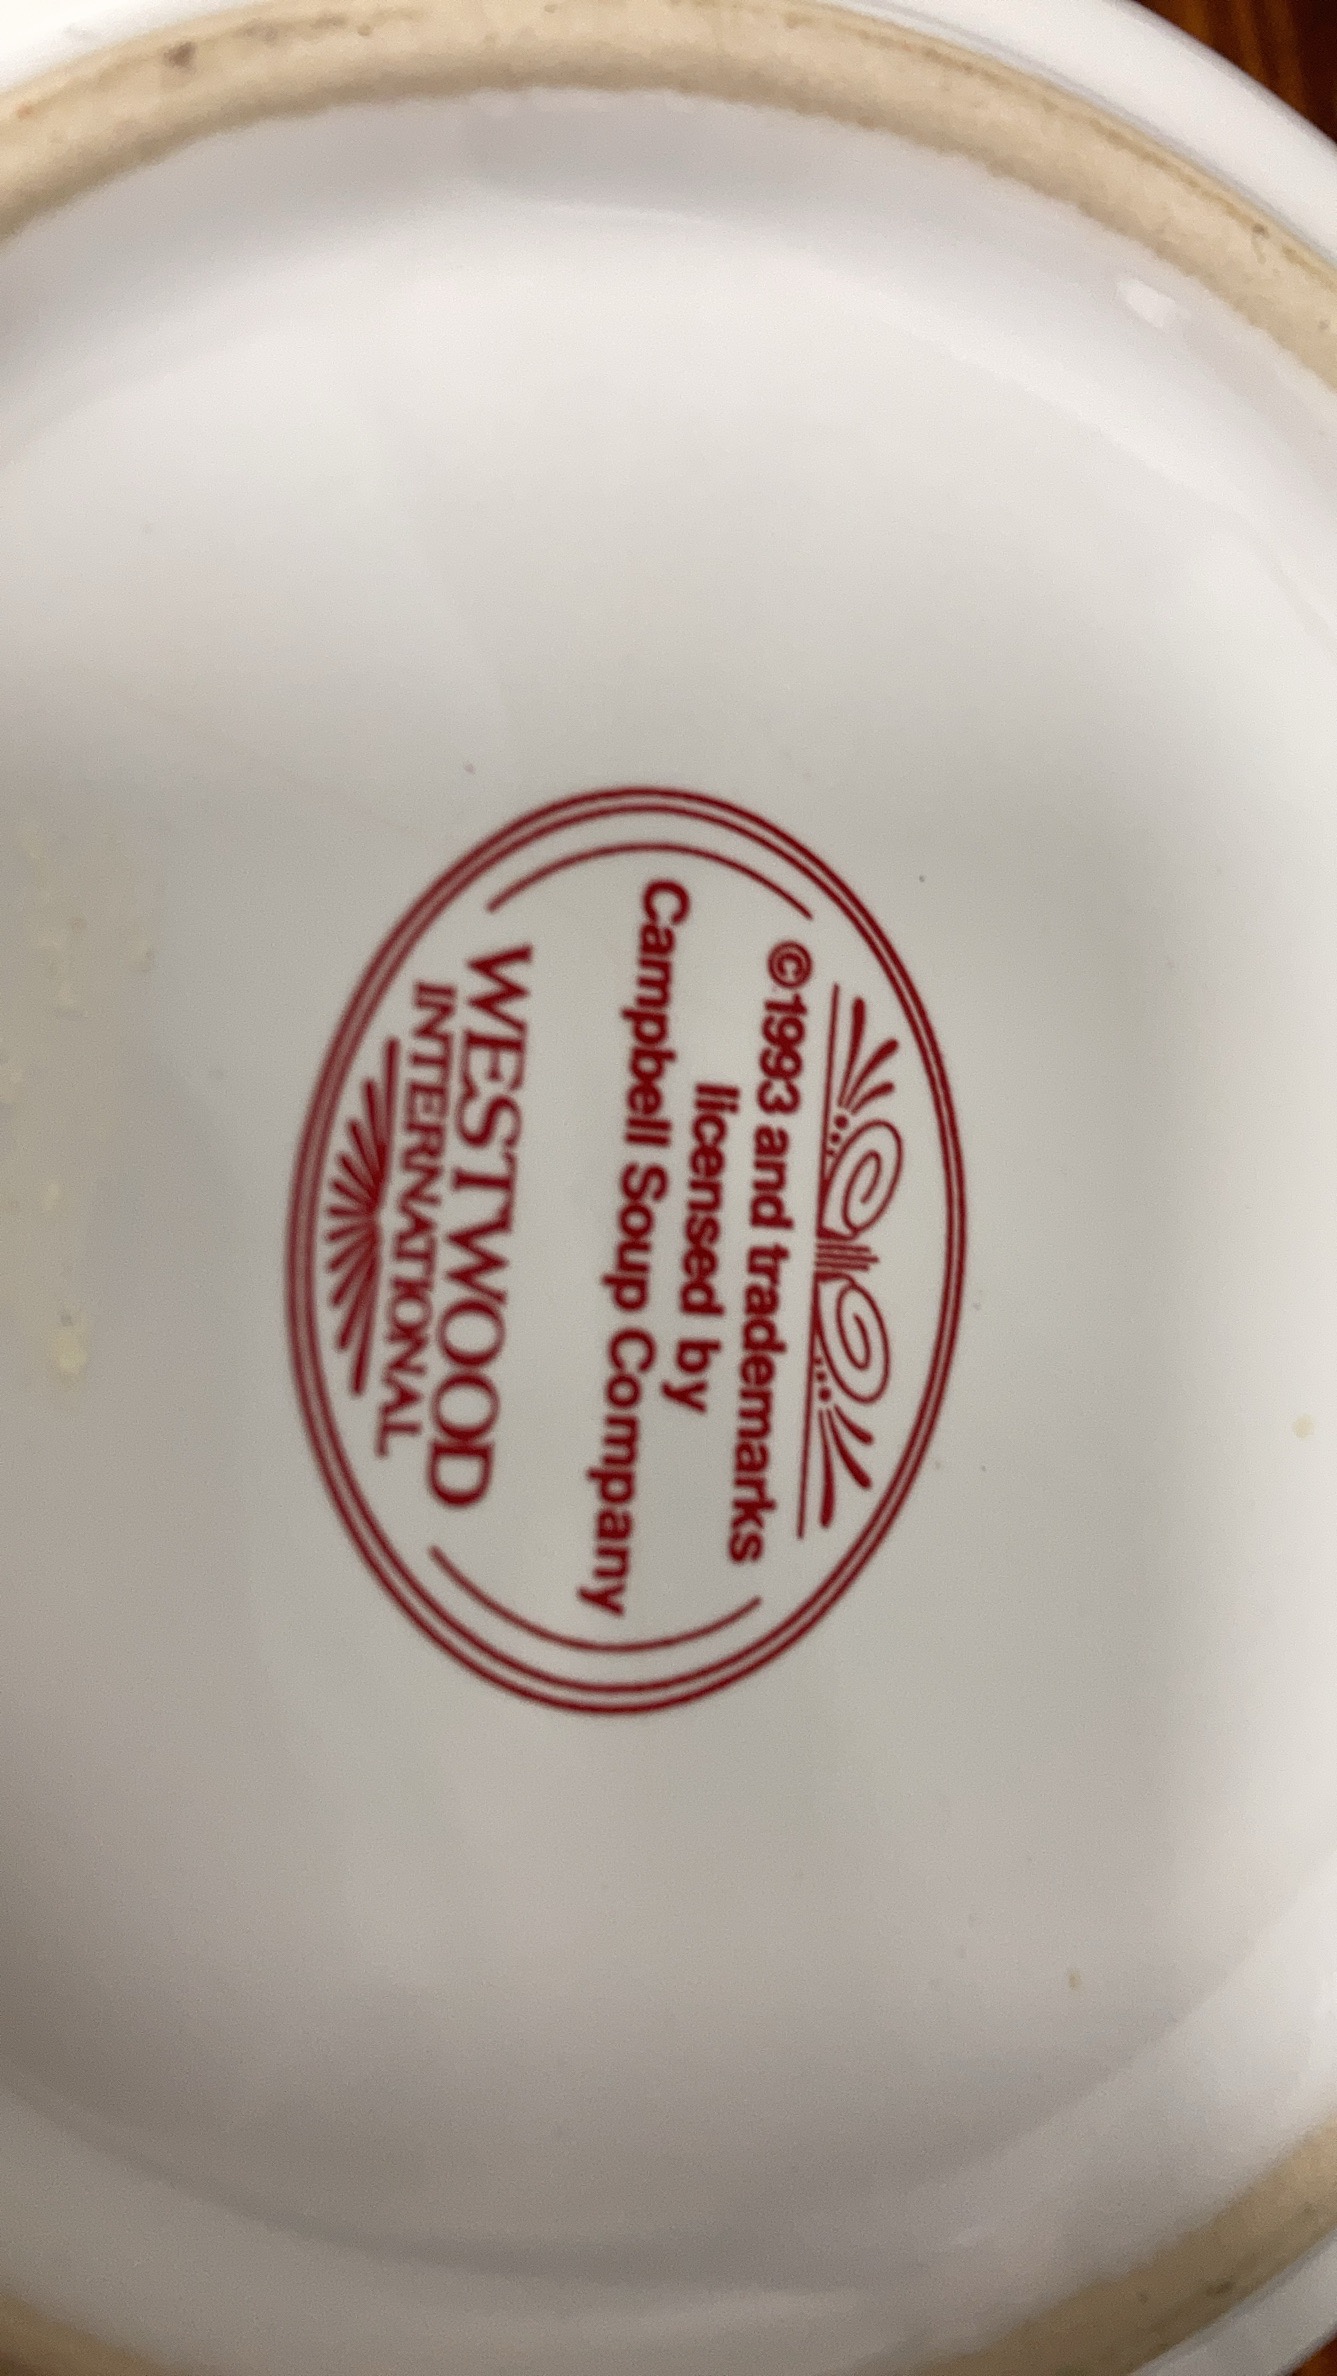 ©1993 and trademarks
licensed by
Campbell Soup Company
WESTWOOD
INTERNATIONAL